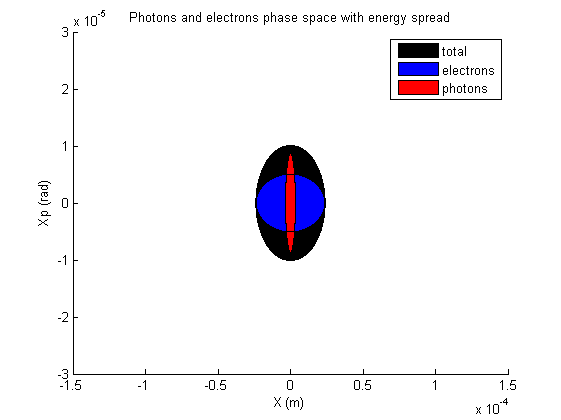 Photons and electrons phase space with energy spread
x 10^-5
3
2
1
0
-1
-2
-3
Xp (rad)
total
electrons
photons
-1.5
-1
-0.5
0
0.5
1
1.5
X (m)
x 10^-4